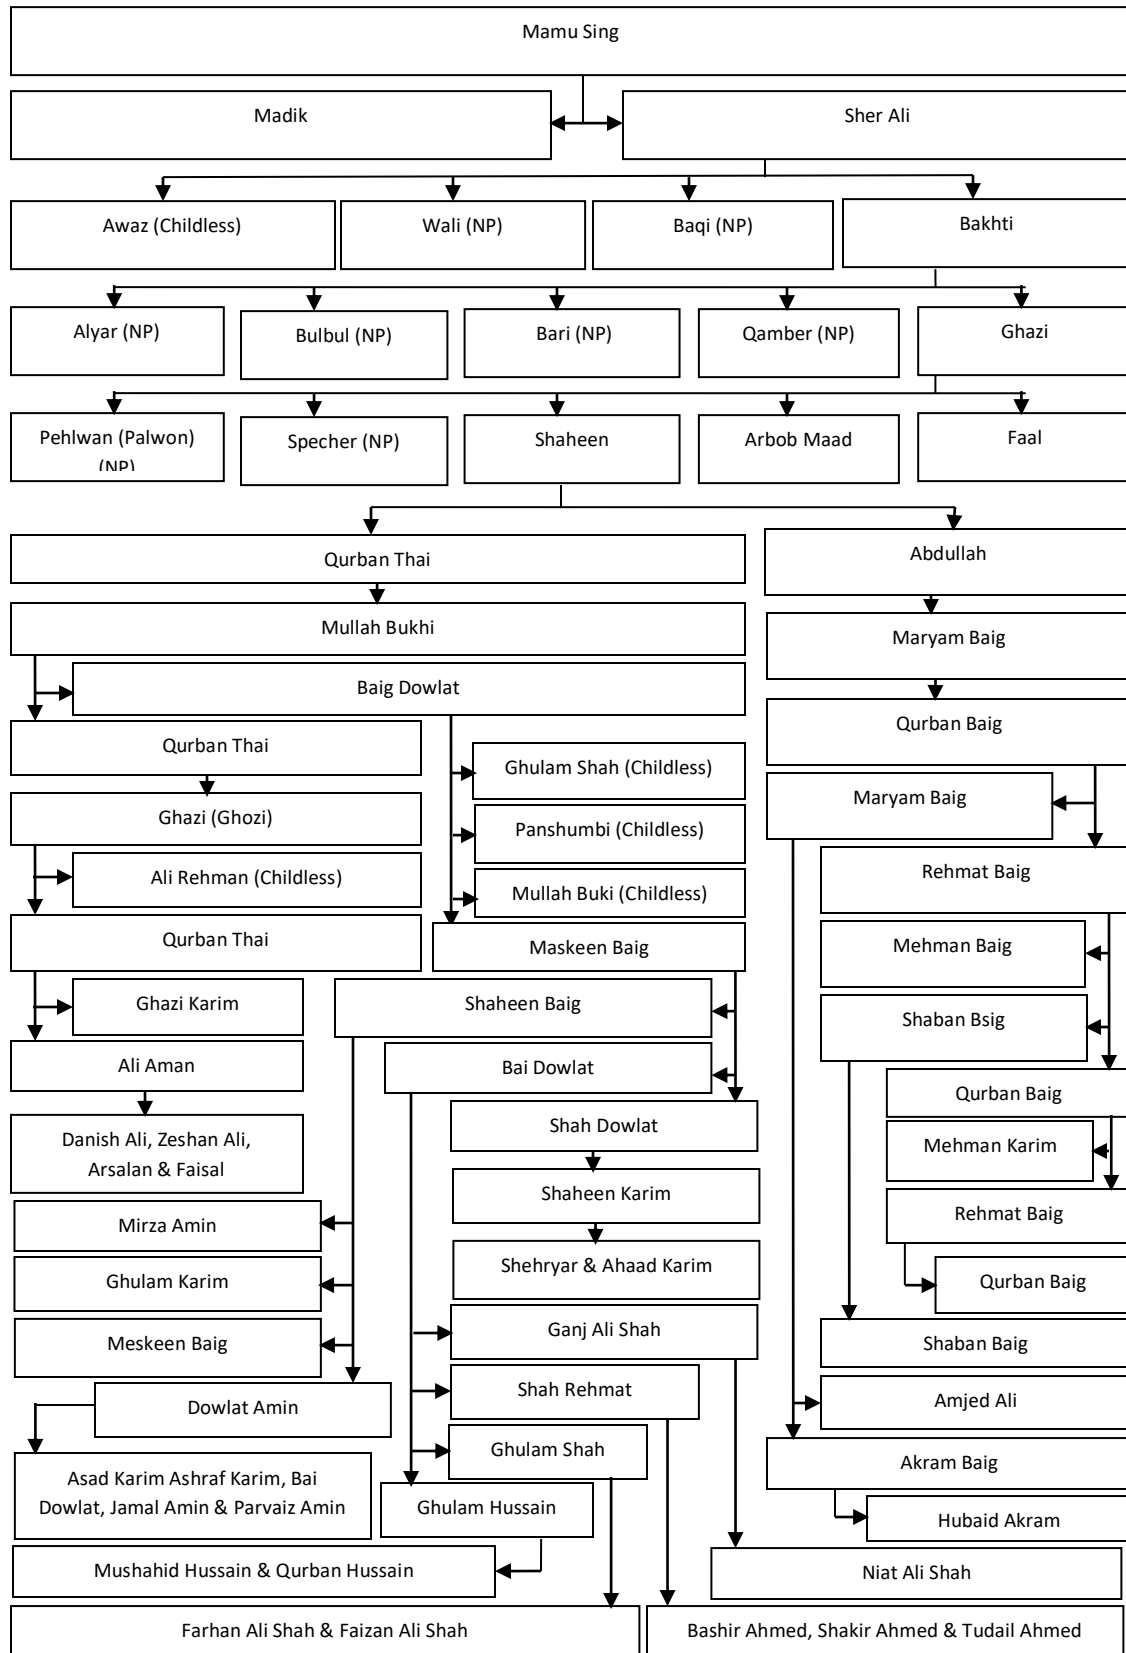 Mamu Sing
Madik
Sher Ali
Awaz (Childless)
Wali (NP)
Baqi (NP)
Bakhti
Alyar (NP)
Bulbul (NP)
Bari (NP)
Qamber (NP)
Ghazi
Pehlwan (Palwon)
(NP)
Specher (NP)
Shaheen
Arbob Maad
Faal
Qurban Thai
Abdullah
Mullah Bukhi
Maryam Baig
Baig Dowlat
Qurban Thai
Qurban Baig
Ghulam Shah (Childless)
Maryam Baig
Ghazi (Ghozi)
Panshumbi (Childless)
Ali Rehman (Childless)
Rehmat Baig
Mullah Buki (Childless)
Qurban Thai
Maskeen Baig
Mehman Baig
Ghazi Karim
Shaheen Baig
Shaban Bsig
Ali Aman
Bai Dowlat
Qurban Baig
Danish Ali, Zeshan Ali,
Arsalan & Faisal
Shah Dowlat
Mehman Karim
Shaheen Karim
Rehmat Baig
Mirza Amin
Shehryar & Ahaad Karim
Qurban Baig
Ghulam Karim
Ganj Ali Shah
Shaban Baig
Meskeen Baig
Shah Rehmat
Amjed Ali
Dowlat Amin
Ghulam Shah
Akram Baig
Asad Karim Ashraf Karim, Bai
Dowlat, Jamal Amin & Parvaiz Amin
Ghulam Hussain
Hubaid Akram
Mushahid Hussain & Qurban Hussain
Niat Ali Shah
Farhan Ali Shah & Faizan Ali Shah
Bashir Ahmed, Shakir Ahmed & Tudail Ahmed